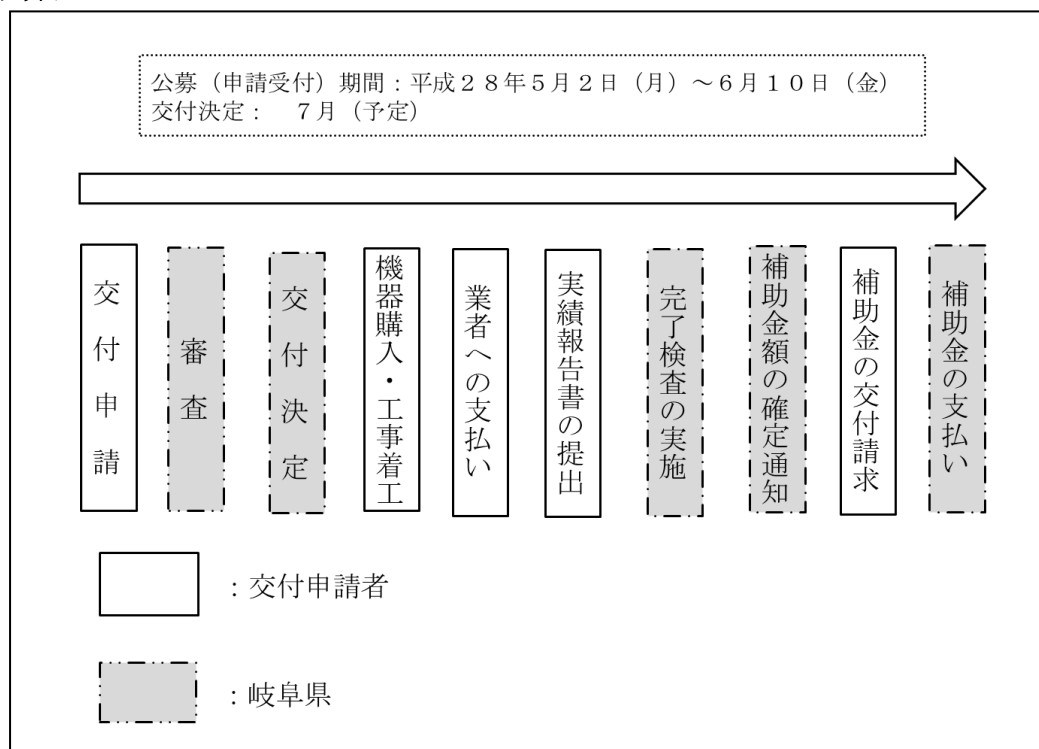 公募（申請受付）期間：平成２８年５月２日（月）～６月１０日（金）
交付決定：　７月（予定）
交付申請
審査
交付決定
機器購入・工事着工
業者への支払い
実績報告書の提出
完了検査の実施
補助金額の確定通知
補助金の交付請求
補助金の支払い
：交付申請者
：岐阜県